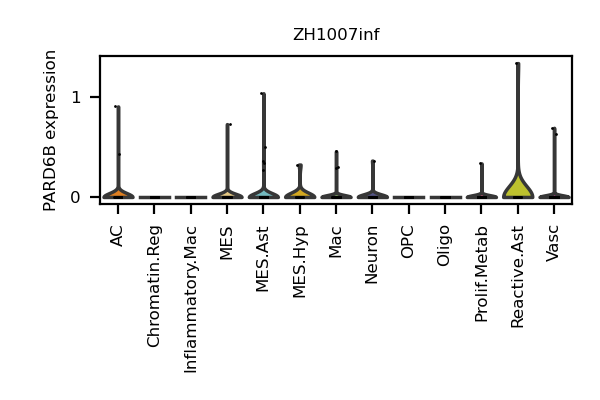 ZH1007inf
PARD6B expression
1
0
AC
Chromatin.Reg
Inflammatory.Mac
MES
MES.Ast
MES.Hyp
Mac
Neuron
OPC
Oligo
Prolif.Metab
Reactive.Ast
Vasc